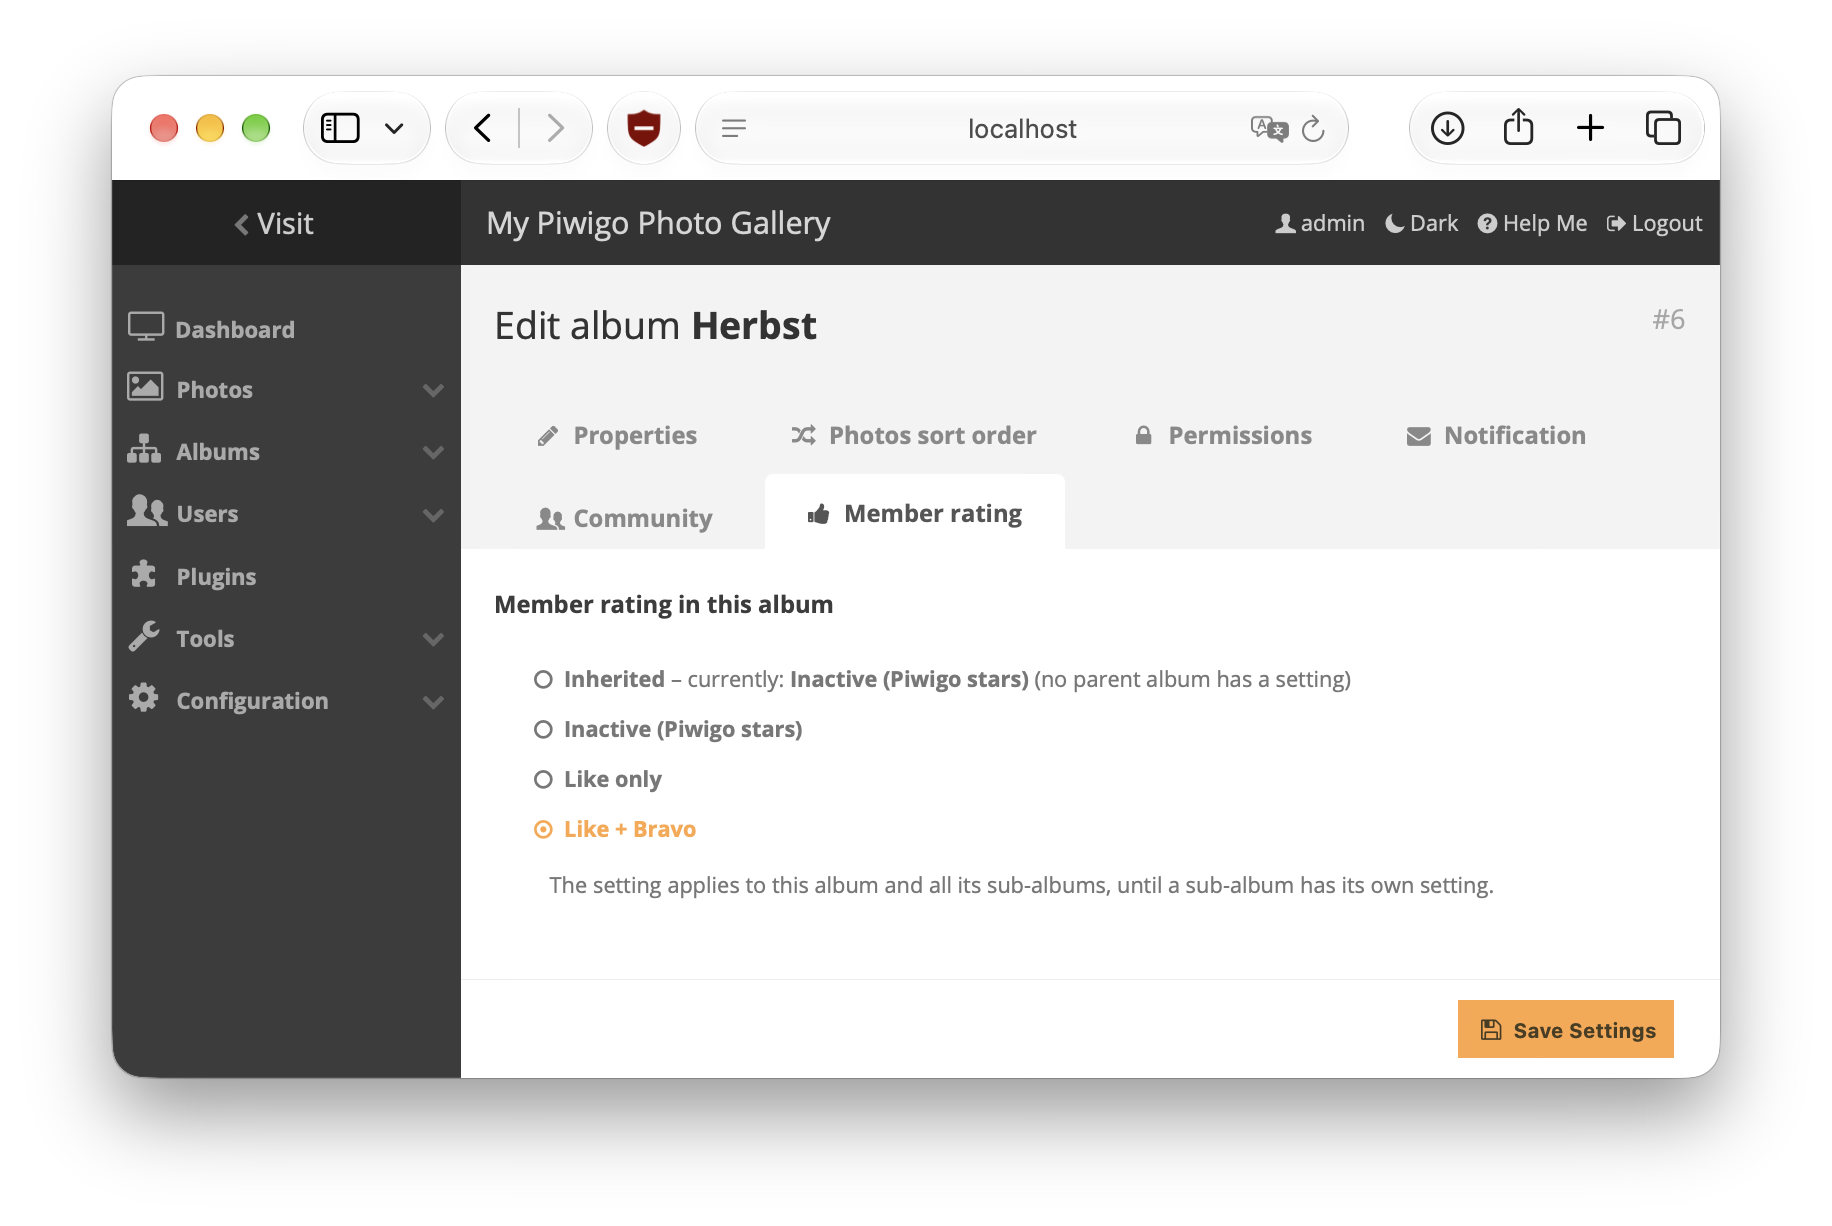 localhost
Visit
My Piwigo Photo Gallery
admin
Dark
Help Me
Logout
Dashboard
Photos
Albums
Users
Plugins
Tools
Configuration
Edit album Herbst
#6
Properties
Photos sort order
Permissions
Notification
Community
Member rating
Member rating in this album
Inherited – currently: Inactive (Piwigo stars) (no parent album has a setting)
Inactive (Piwigo stars)
Like only
Like + Bravo
The setting applies to this album and all its sub-albums, until a sub-album has its own setting.
Save Settings